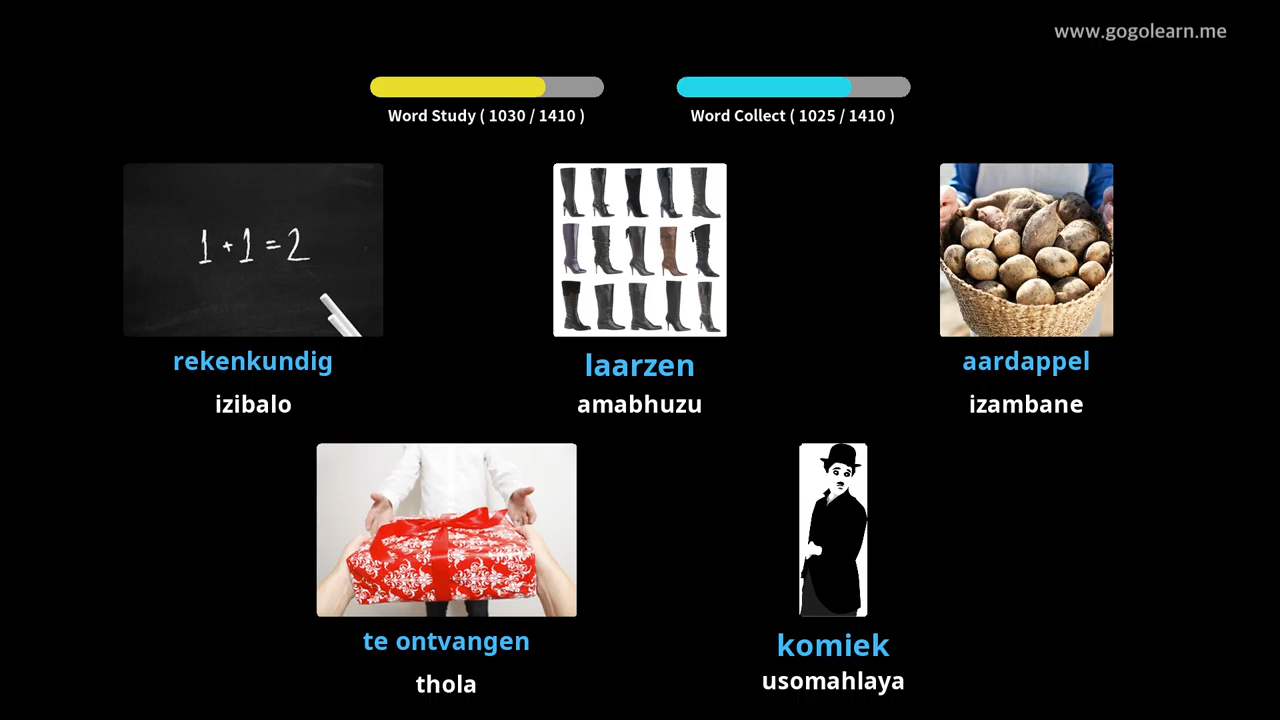 www.gogolearn.me
Word Study ( 1030 / 1410 )
Word Collect ( 1025 / 1410 )
1 + 1 = 2
rekenkundig
izibalo
laarzen
amabhuzu
aardappel
izambane
te ontvangen
thola
komiek
usomahlaya